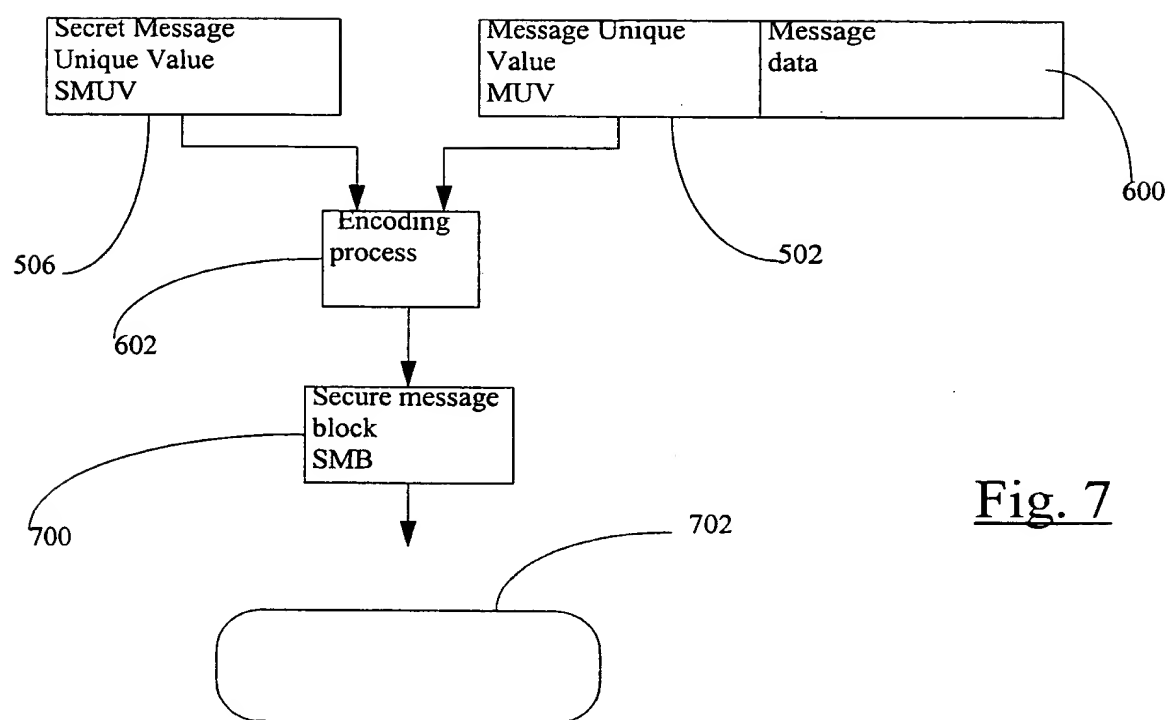 Secret Message
Unique Value
SMUV
Message Unique
Value
MUV
Message
data
600
Encoding
process
506
502
602
Secure message
block
SMB
Fig. 7
700
702